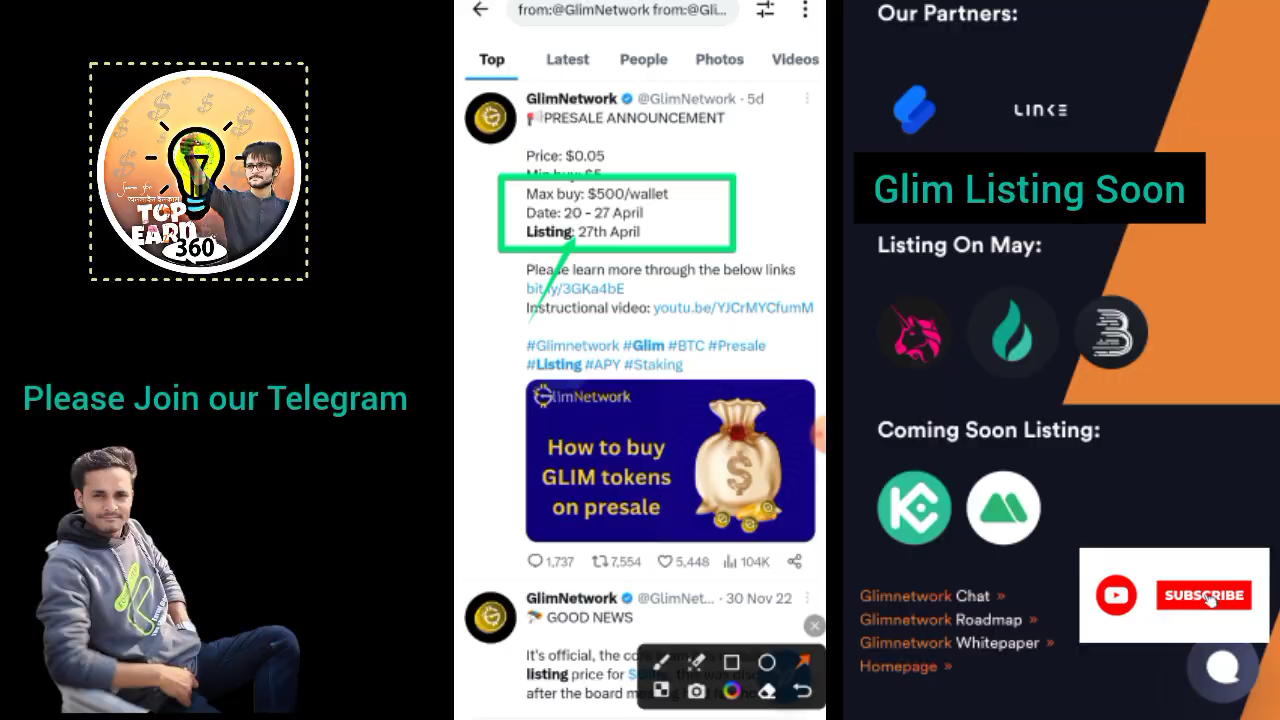 TOP
EARN
360
Please Join our Telegram
from:@GlimNetwork from:@Gli...
Top
Latest
People
Photos
Videos
GlimNetwork @GlimNetwork · 5d
PRESALE ANNOUNCEMENT
Price: $0.05
Min buy: $5
Max buy: $500/wallet
Date: 20 - 27 April
Listing: 27th April
Please learn more through the below links
bit.ly/3GKa4bE
Instructional video: youtu.be/YJCrMYCfumM
#Glimnetwork #Glim #BTC #Presale
#Listing #APY #Staking
GlimNetwork
How to buy
GLIM tokens
on presale
1,737
7,554
5,448
104K
GlimNetwork @GlimNet... · 30 Nov 22
GOOD NEWS
It's official, the
listing price for
after the board
Our Partners:
LINKE
Glim Listing Soon
Listing On May:
Coming Soon Listing:
Glimnetwork Chat »
Glimnetwork Roadmap »
Glimnetwork Whitepaper »
Homepage »
SUBSCRIBE